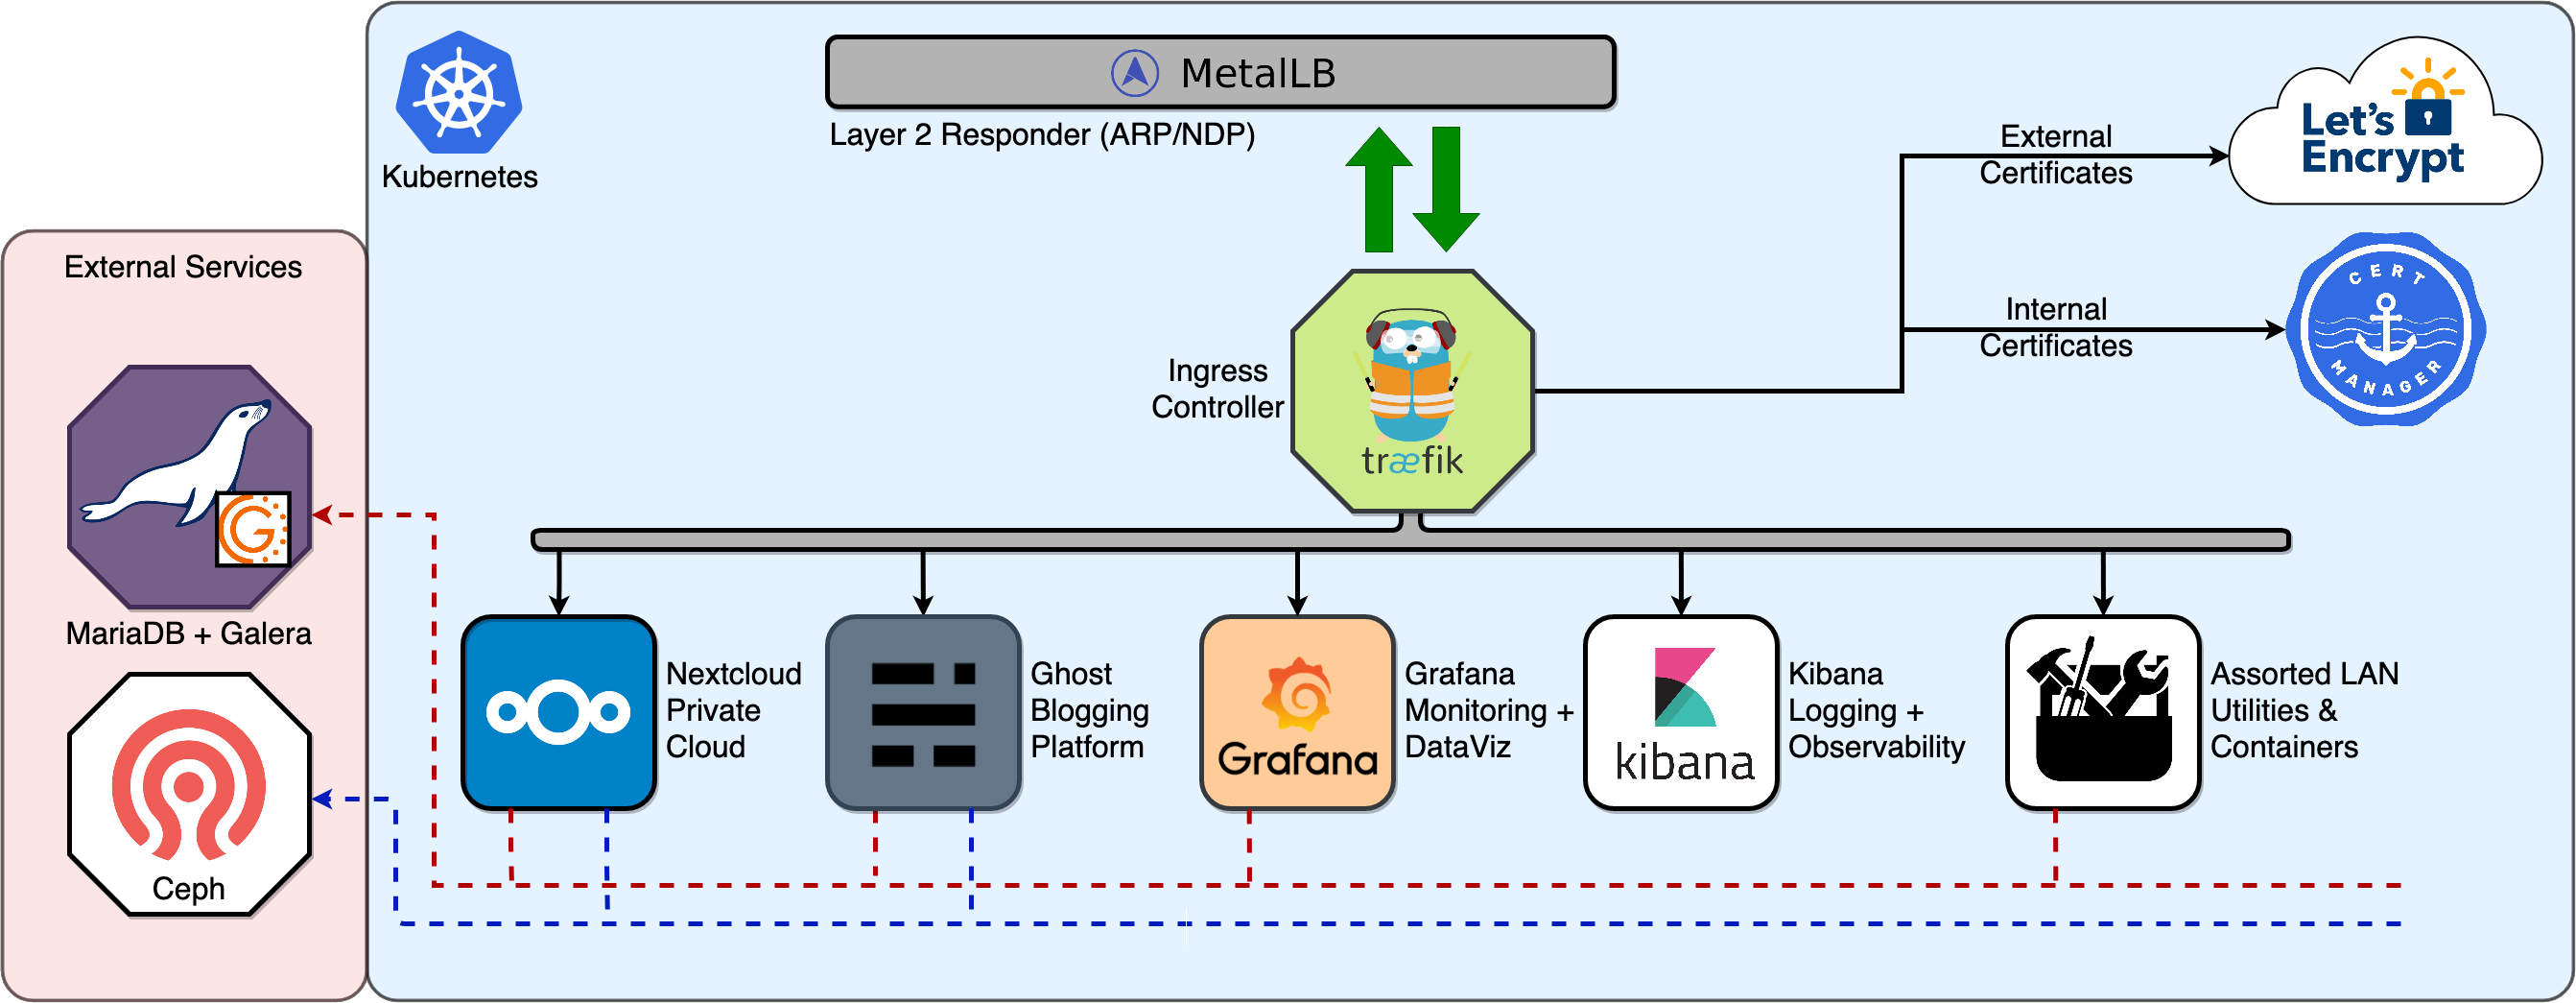 MetalLB
Layer 2 Responder (ARP/NDP)
Kubernetes
External
Certificates
Let's
Encrypt
External Services
Internal
Certificates
CERT
MANAGER
Ingress
Controller
træfik
G
MariaDB + Galera
Ceph
Nextcloud
Private
Cloud
Ghost
Blogging
Platform
Grafana
Grafana
Monitoring +
DataViz
kibana
Kibana
Logging +
Observability
Assorted LAN
Utilities &
Containers